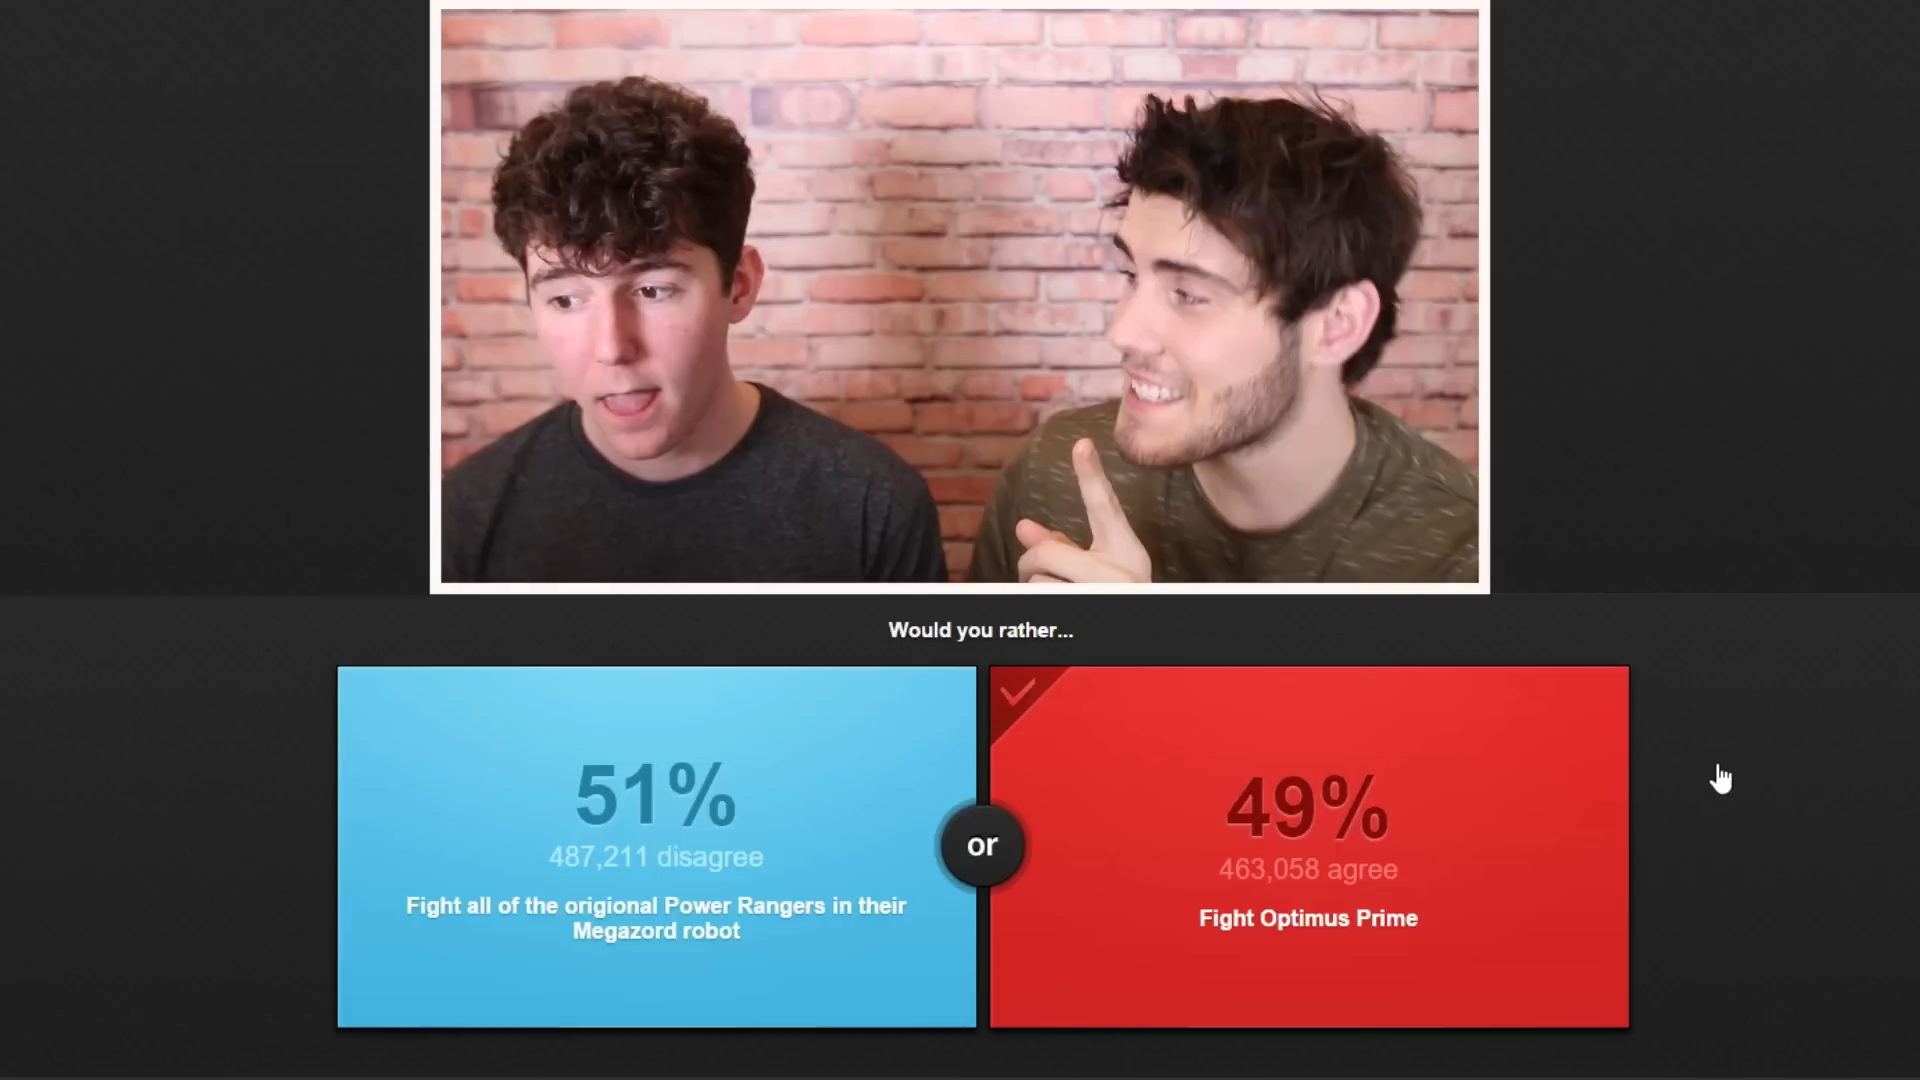 Would you rather...
51%
487,211 disagree
Fight all of the origional Power Rangers in their
Megazord robot
or
49%
463,058 agree
Fight Optimus Prime